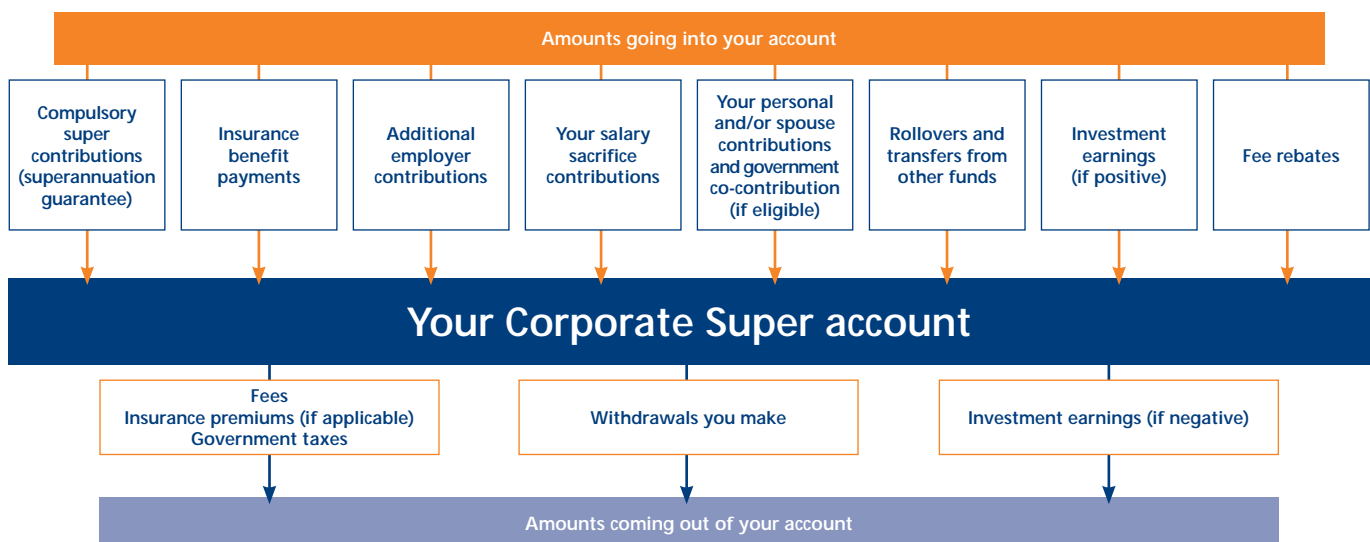 Amounts going into your account
Compulsory
super
contributions
(superannuation
guarantee)
Insurance
benefit
payments
Additional
employer
contributions
Your salary
sacrifice
contributions
Your personal
and/or spouse
contributions
and government
co-contribution
(if eligible)
Rollovers and
transfers from
other funds
Investment
earnings
(if positive)
Fee rebates
Your Corporate Super account
Fees
Insurance premiums (if applicable)
Government taxes
Withdrawals you make
Investment earnings (if negative)
Amounts coming out of your account